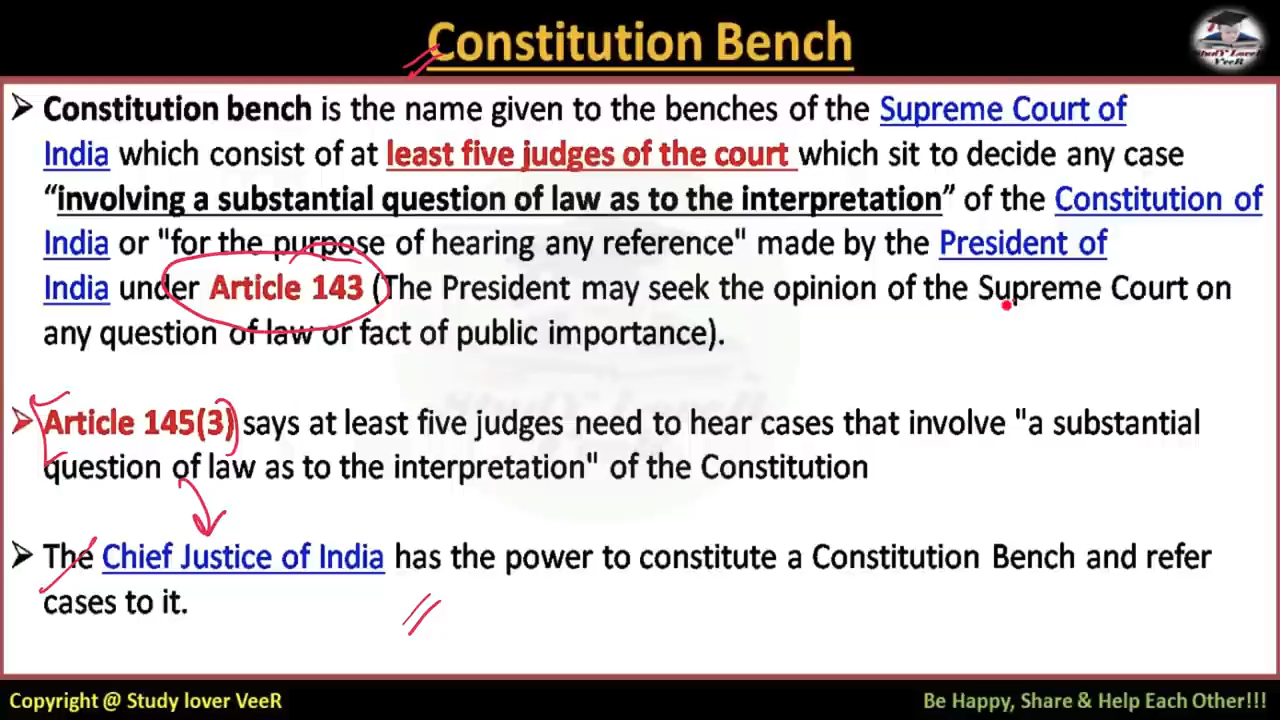 Constitution Bench
StudY LoveR
VeeR
➢ Constitution bench is the name given to the benches of the Supreme Court of
India which consist of at least five judges of the court which sit to decide any case
“involving a substantial question of law as to the interpretation” of the Constitution of
India or "for the purpose of hearing any reference" made by the President of
India under Article 143 (The President may seek the opinion of the Supreme Court on
any question of law or fact of public importance).
➢ Article 145(3) says at least five judges need to hear cases that involve "a substantial
question of law as to the interpretation" of the Constitution
➢ The Chief Justice of India has the power to constitute a Constitution Bench and refer
cases to it.
Copyright @ Study lover VeeR
Be Happy, Share & Help Each Other!!!